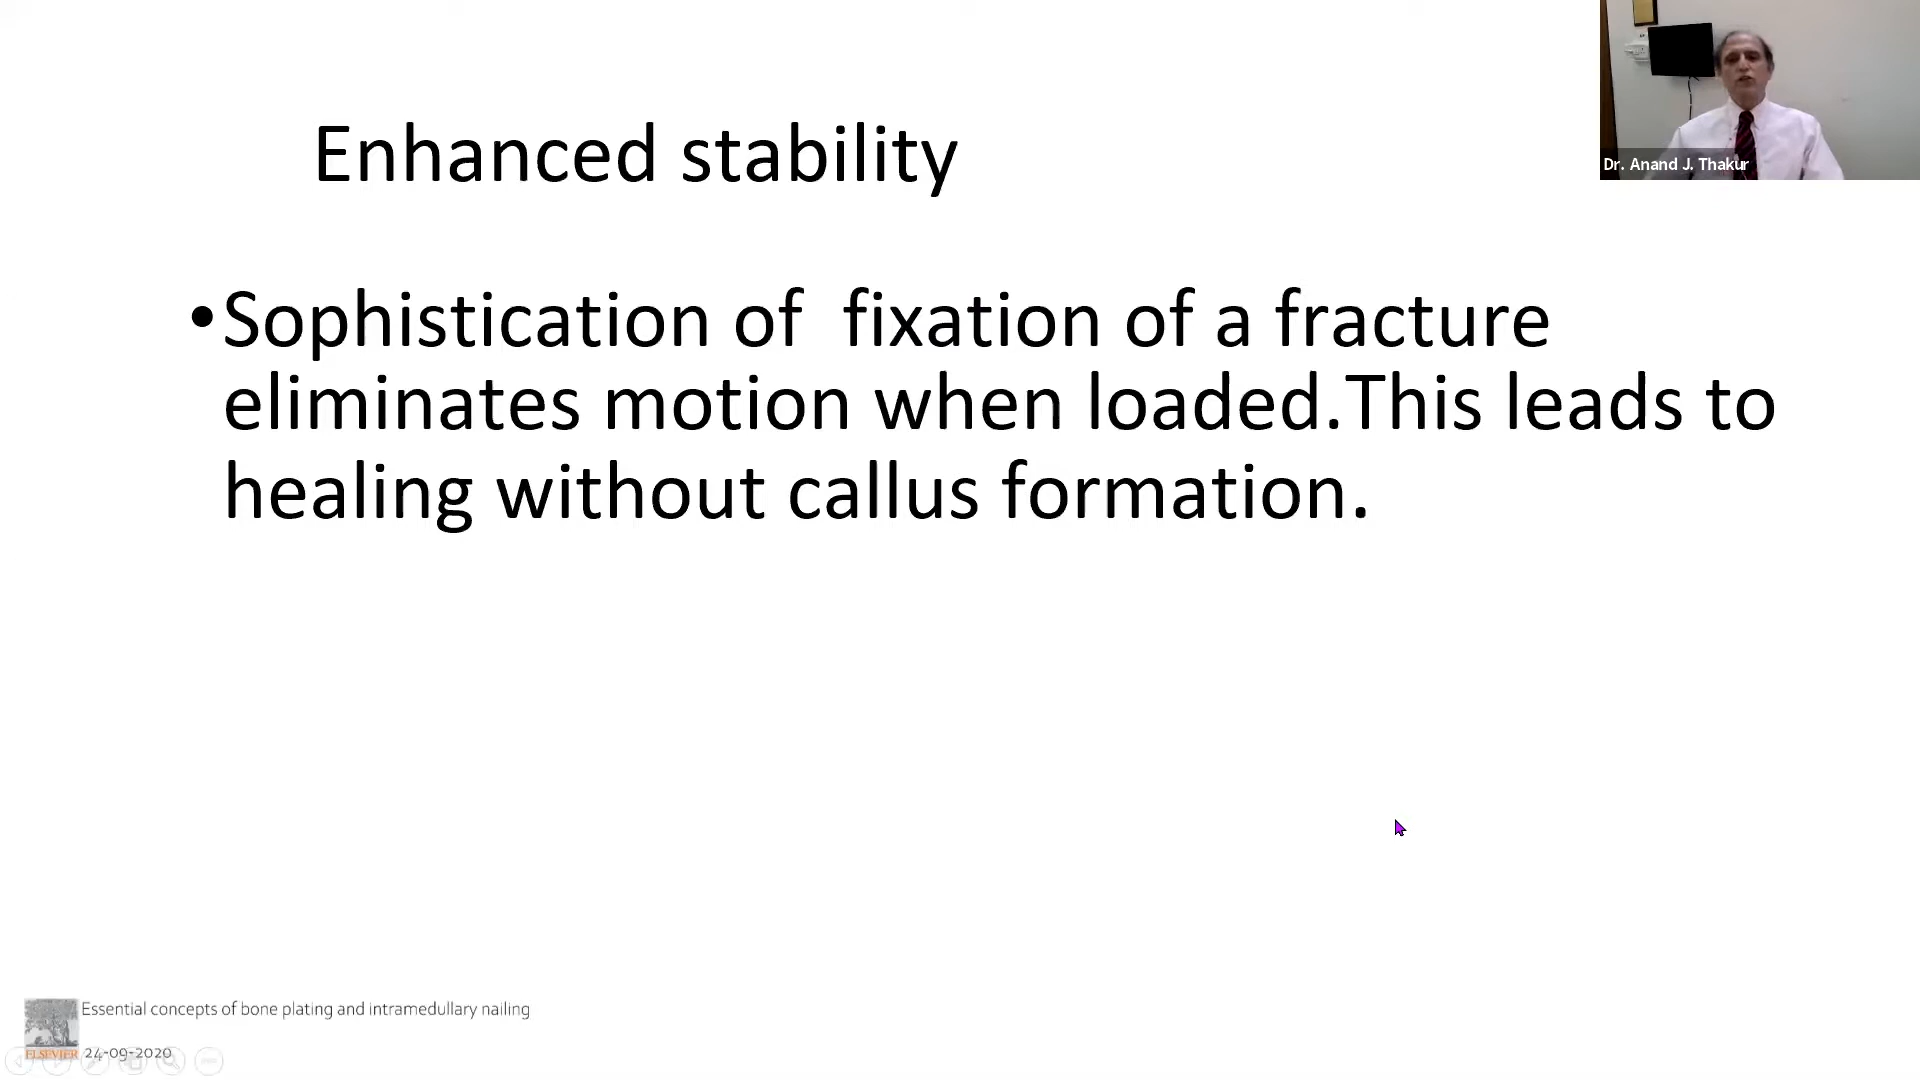 Enhanced stability
Dr. Anand J. Thakur
•Sophistication of fixation of a fracture
eliminates motion when loaded.This leads to
healing without callus formation.
Essential concepts of bone plating and intramedullary nailing
ELSEVIER 24-09-2020